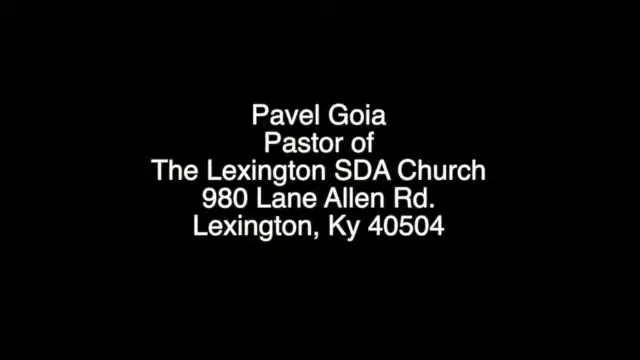 Pavel Goia
Pastor of
The Lexington SDA Church
980 Lane Allen Rd.
Lexington, Ky 40504